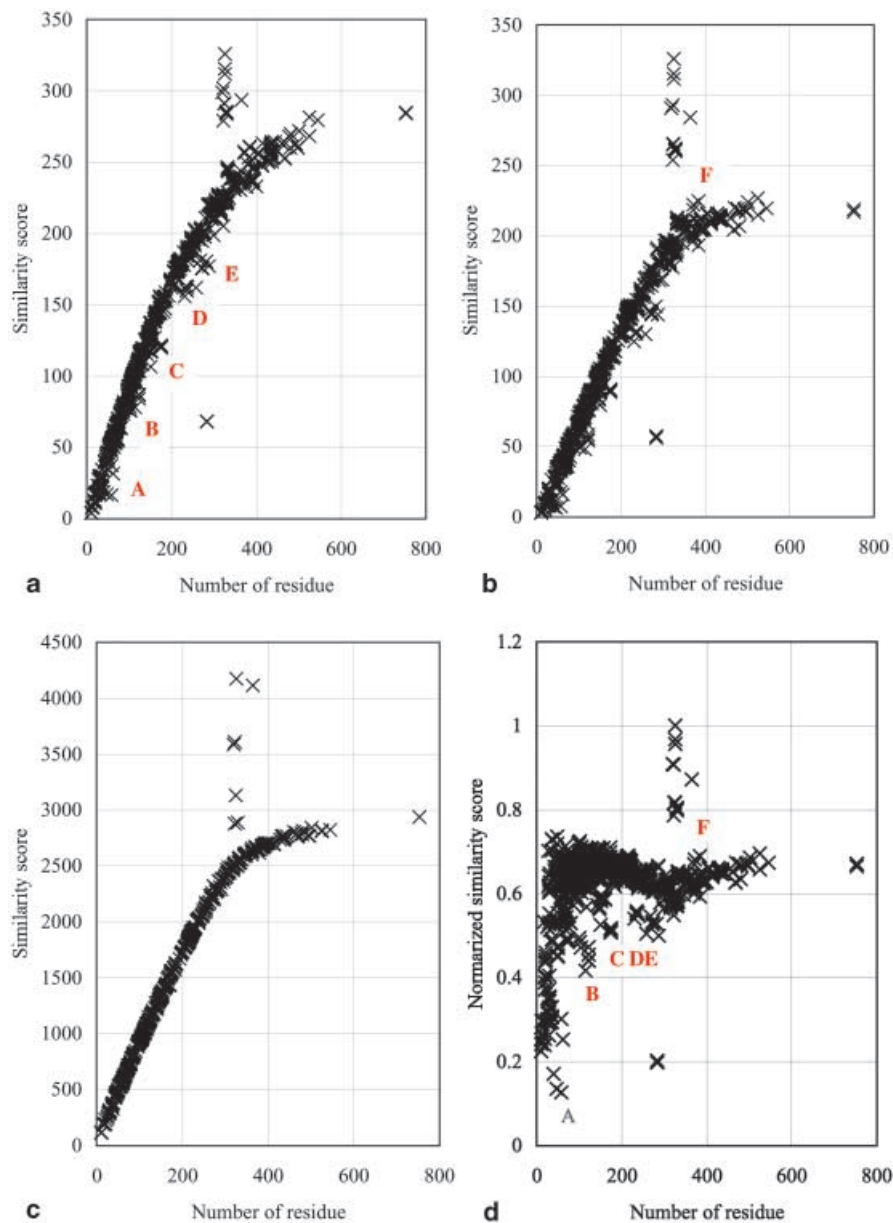 350
300
250
200
150
100
50
0
Similarity score
E
D
C
B
A
0 200 400 600 800
Number of residue
a
350
300
250
200
150
100
50
0
Similarity score
F
0 200 400 600 800
Number of residue
b
4500
4000
3500
3000
2500
2000
1500
1000
500
0
Similarity score
0 200 400 600 800
Number of residue
c
1.2
1
0.8
0.6
0.4
0.2
0
Normarized similarity score
F
C DE
B
A
0 200 400 600 800
Number of residue
d